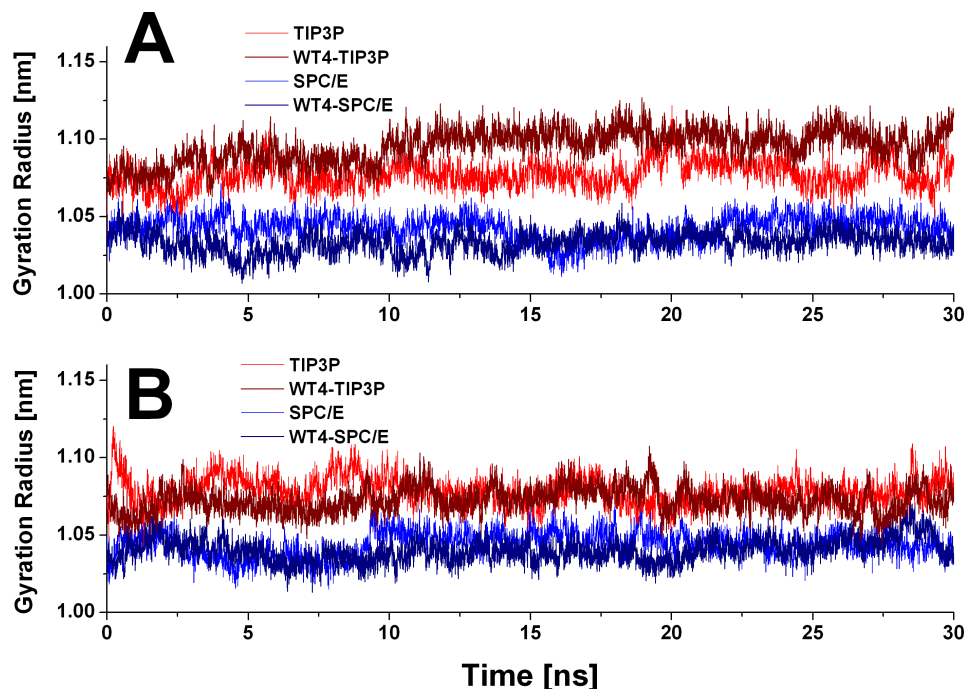 A
TIP3P
WT4-TIP3P
SPC/E
WT4-SPC/E
Gyration Radius [nm]
1.15
1.10
1.05
1.00
0 5 10 15 20 25 30
B
TIP3P
WT4-TIP3P
SPC/E
WT4-SPC/E
Gyration Radius [nm]
1.15
1.10
1.05
1.00
0 5 10 15 20 25 30
Time [ns]